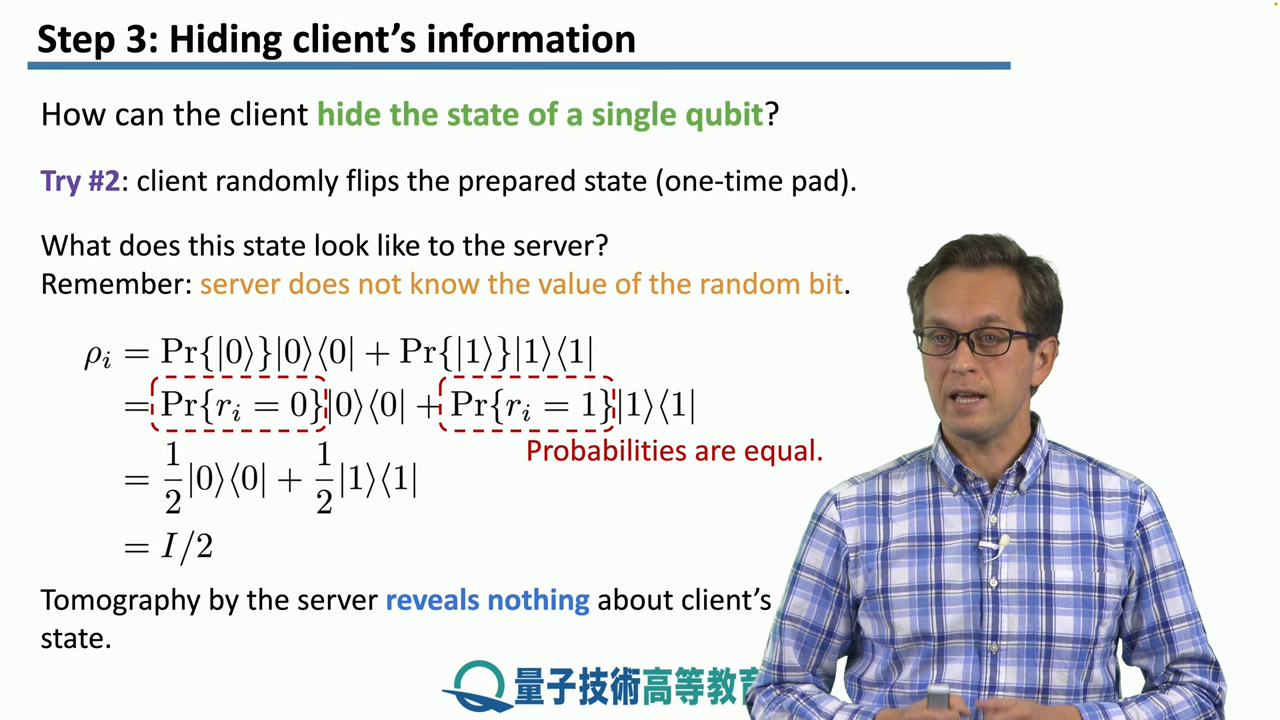 Step 3: Hiding client’s information
How can the client hide the state of a single qubit?
Try #2: client randomly flips the prepared state (one-time pad).
What does this state look like to the server?
Remember: server does not know the value of the random bit.
ρᵢ = Pr{|0⟩}|0⟩⟨0| + Pr{|1⟩}|1⟩⟨1|
= Pr{rᵢ = 0}|0⟩⟨0| + Pr{rᵢ = 1}|1⟩⟨1|
Probabilities are equal.
= 1/2|0⟩⟨0| + 1/2|1⟩⟨1|
= I/2
Tomography by the server reveals nothing about client’s
state.
量子技術高等教育